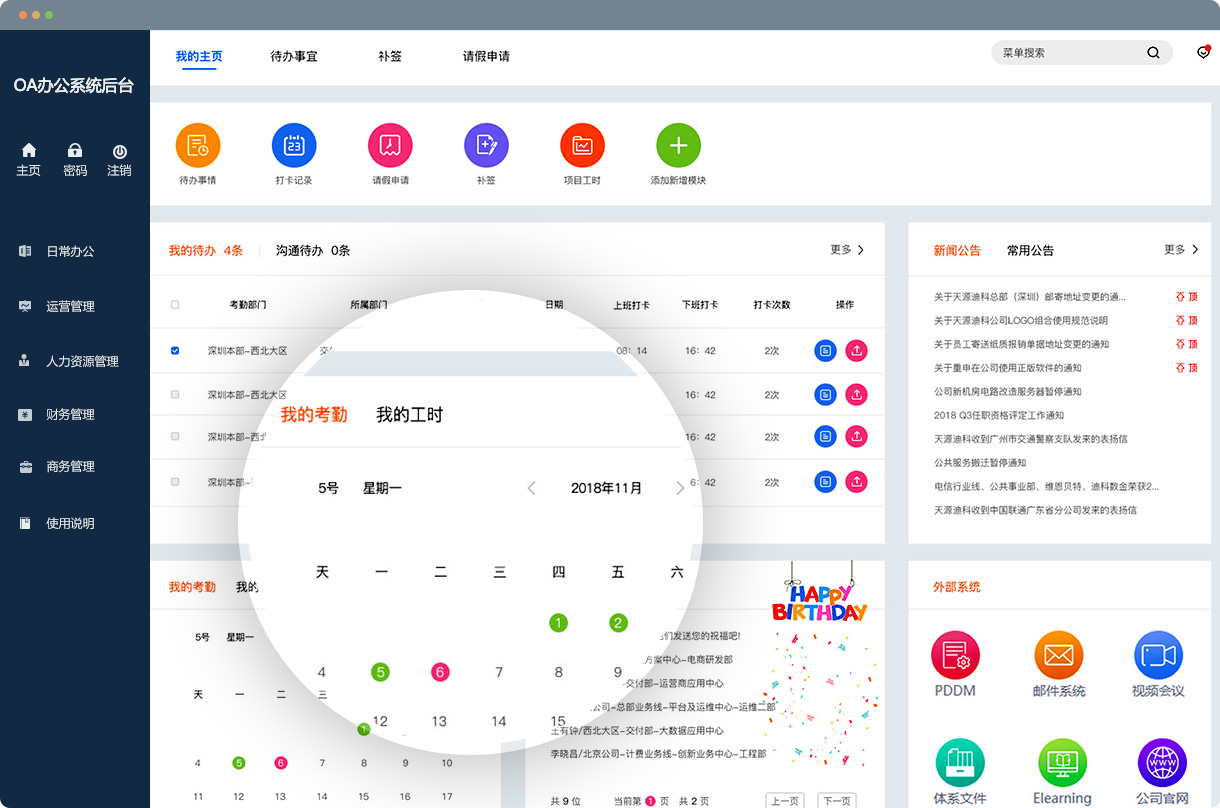 我的主页 待办事宜 补签 请假申请 菜单搜索
OA办公系统后台
主页 密码 注销
日常办公
运营管理
人力资源管理
财务管理
商务管理
使用说明
23
待办事情 打卡记录 请假申请 补签 项目工时 添加新增模块
我的待办 4条 沟通待办 0条 更多
考勤部门 所属部门 日期 上班打卡 下班打卡 打卡次数 操作
深圳本部-西北大区 08: 14 16: 42 2次
深圳本部-西北大区 16: 42 2次
深圳本部-西 16: 42 2次
深圳本部- 6: 42 2次
新闻公告 常用公告 更多
关于天源迪科总部（深圳）邮寄地址变更的通... 顶
关于天源迪科公司LOGO组合使用规范说明 顶
关于员工寄送纸质报销单据地址变更的通知 顶
关于重申在公司使用正版软件的通知 顶
公司新机房电路改造服务器暂停通知
2018 Q3任职资格评定工作通知
天源迪科收到广州市交通警察支队发来的表扬信
公共服务搬迁暂停通知
电信行业线、公共事业部、维恩贝特、迪科数金荣获2...
天源迪科收到中国联通广东省分公司发来的表扬信
我的考勤 我的工时
5号 星期一 2018年11月
天 一 二 三 四 五 六
1 2
4 5 6 7 8 9
12 13 14 15
我的考勤 我的
5号 星期一
天 一 二 三
1
4 5 6 7 8 9 10
11 12 13 14 15 16 17
HAPPY
BIRTHDAY
们发送您的祝福吧!
方案中心-电商研发部
-交付部-运营商应用中心
公司-总部业务线-平台及运维中心-运维二部
王有钟/西北大区-交付部-大数据应用中心
李晓昌/北京公司-计费业务线-创新业务中心-工程部
共 9 位 当前第 1 页 共 2 页 上一页 下一页
外部系统
PDDM 邮件系统 视频会议
WWW
体系文件 Elearning 公司官网